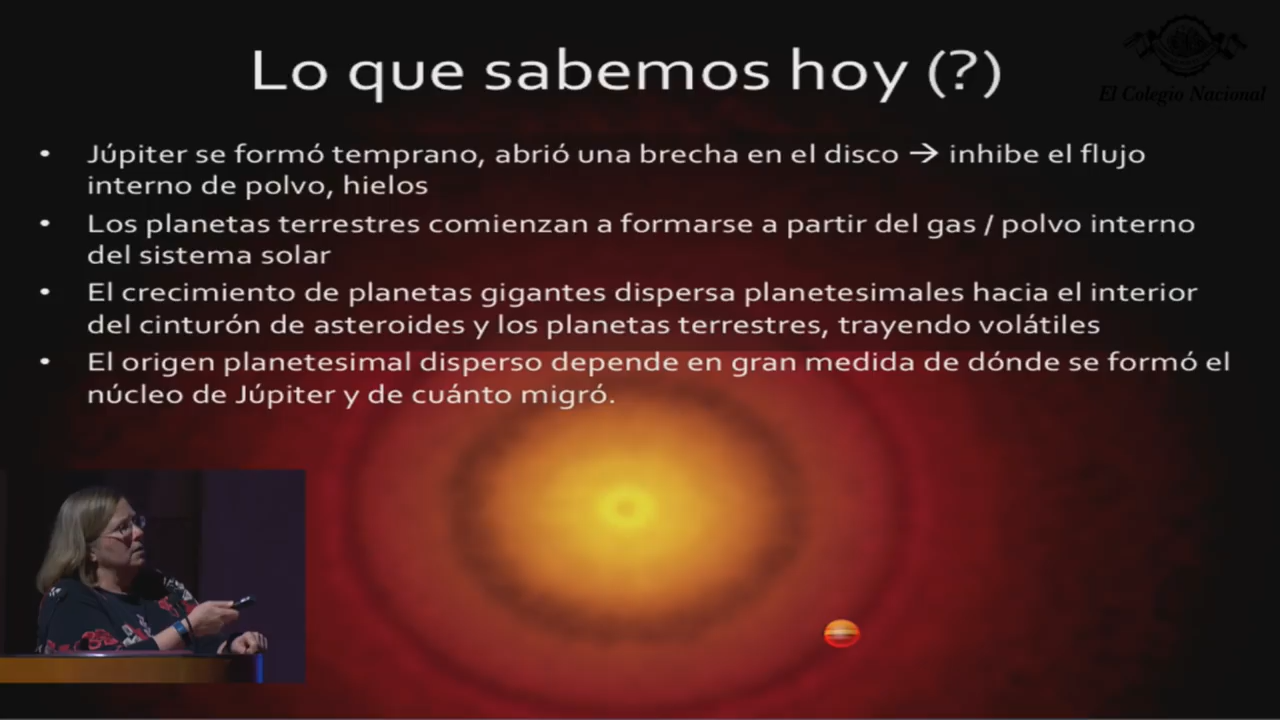 Lo que sabemos hoy (?)
El Colegio Nacional
• Júpiter se formó temprano, abrió una brecha en el disco → inhibe el flujo
interno de polvo, hielos
• Los planetas terrestres comienzan a formarse a partir del gas / polvo interno
del sistema solar
• El crecimiento de planetas gigantes dispersa planetesimales hacia el interior
del cinturón de asteroides y los planetas terrestres, trayendo volátiles
• El origen planetesimal disperso depende en gran medida de dónde se formó el
núcleo de Júpiter y de cuánto migró.